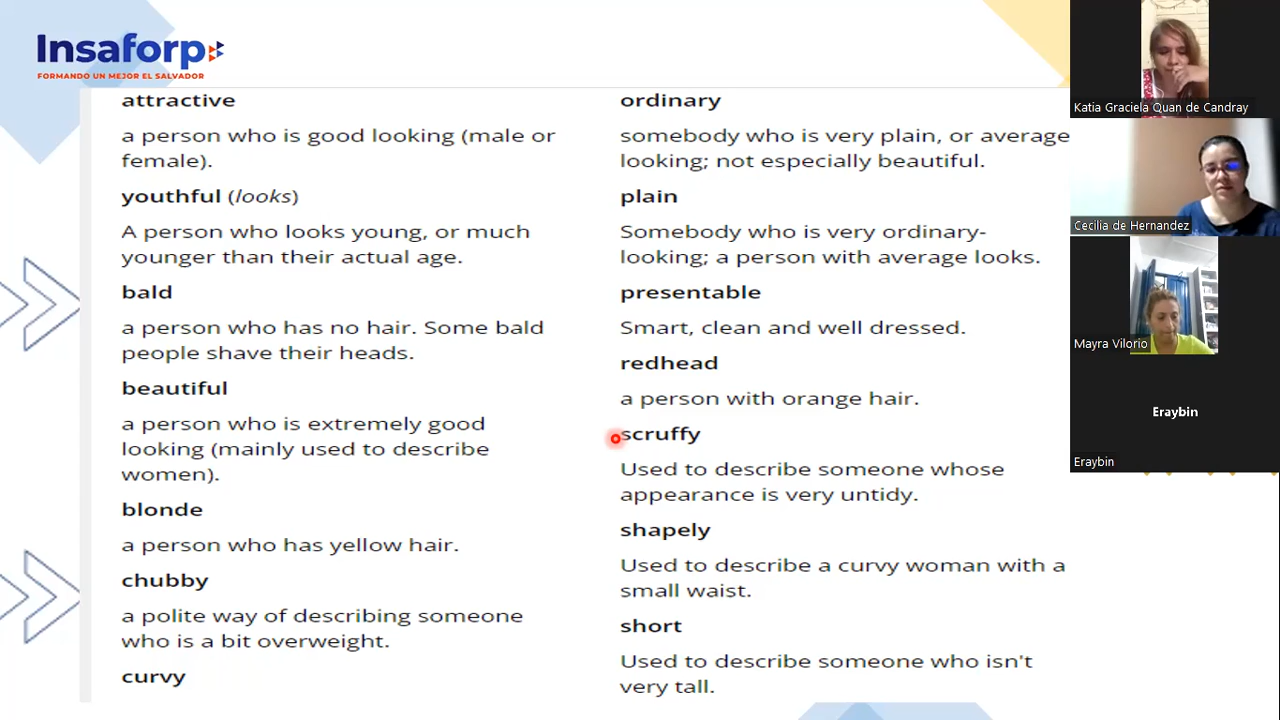 Insaforp
FORMANDO UN MEJOR EL SALVADOR
attractive
a person who is good looking (male or
female).
youthful (looks)
A person who looks young, or much
younger than their actual age.
bald
a person who has no hair. Some bald
people shave their heads.
beautiful
a person who is extremely good
looking (mainly used to describe
women).
blonde
a person who has yellow hair.
chubby
a polite way of describing someone
who is a bit overweight.
curvy
ordinary
somebody who is very plain, or average
looking; not especially beautiful.
plain
Somebody who is very ordinary-
looking; a person with average looks.
presentable
Smart, clean and well dressed.
redhead
a person with orange hair.
scruffy
Used to describe someone whose
appearance is very untidy.
shapely
Used to describe a curvy woman with a
small waist.
short
Used to describe someone who isn't
very tall.
Katia Graciela Quan de Candray
Cecilia de Hernandez
Mayra Vilorio
Eraybin
Eraybin